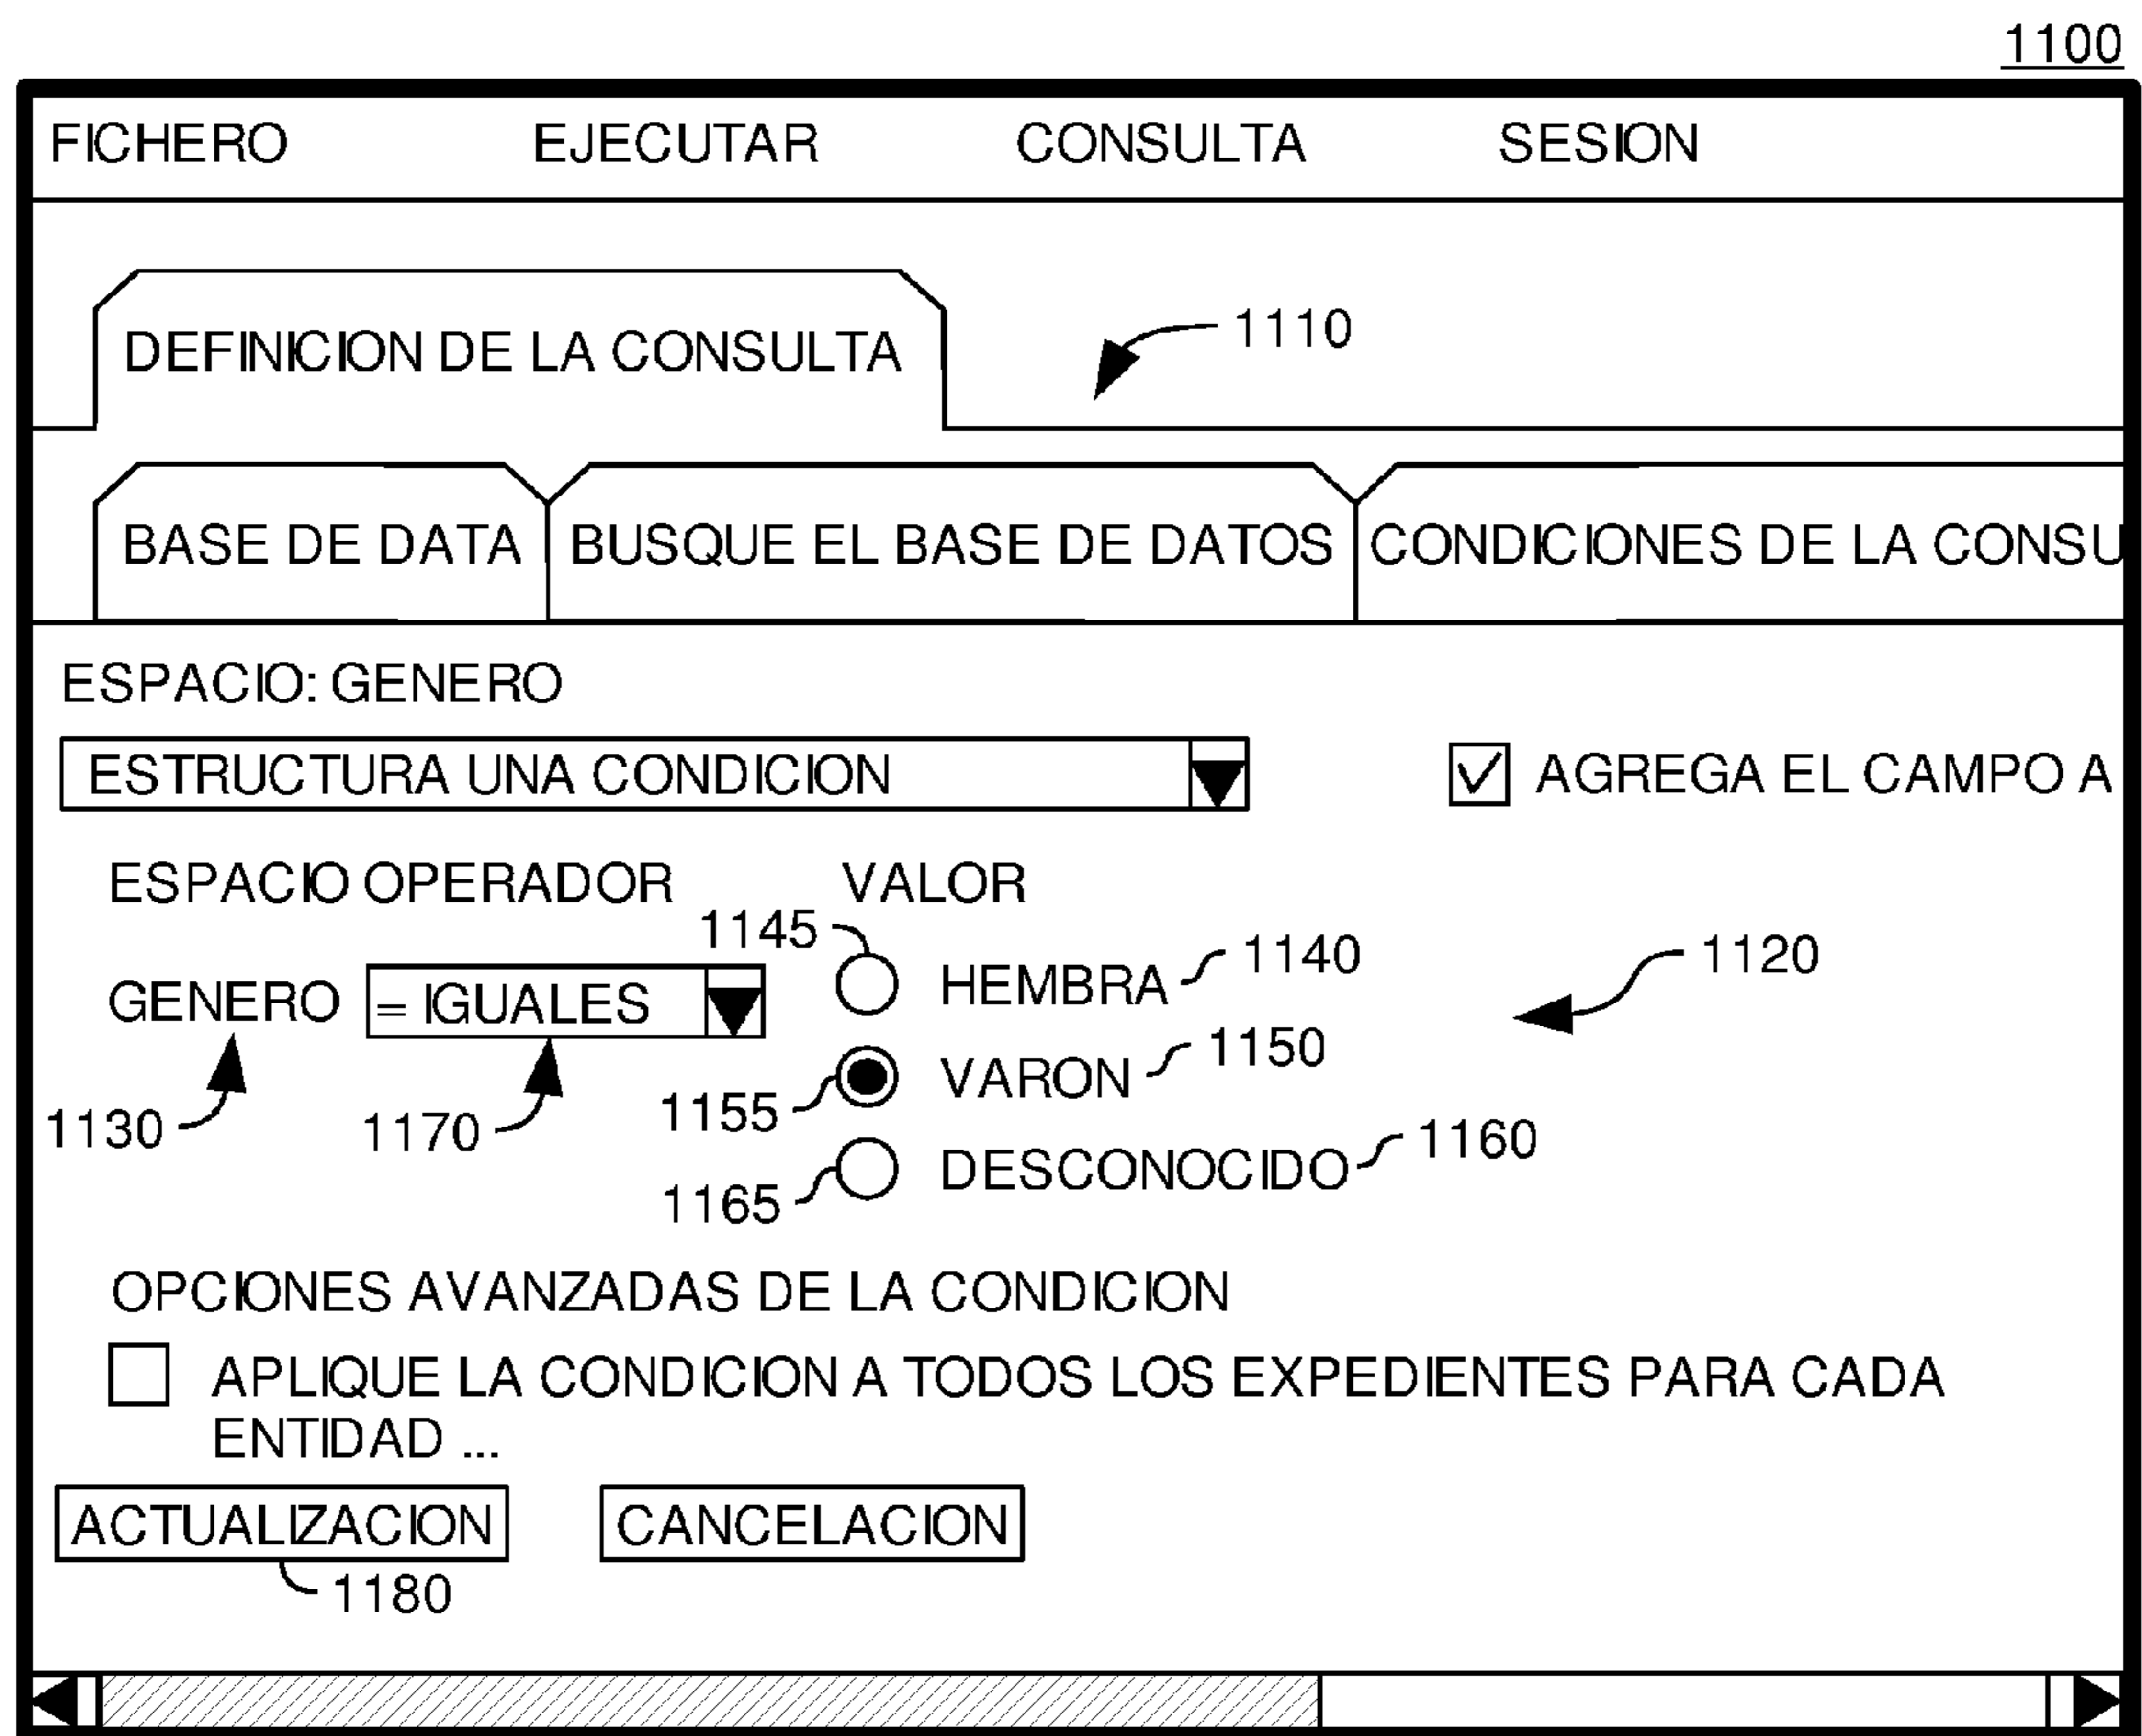 1100
FICHERO EJECUTAR CONSULTA SESION
DEFINICION DE LA CONSULTA
1110
BASE DE DATA BUSQUE EL BASE DE DATOS CONDICIONES DE LA CONSU
ESPACIO: GENERO
ESTRUCTURA UNA CONDICION
AGREGA EL CAMPO A
ESPACIO OPERADOR VALOR
1145
HEMBRA 1140
1120
GENERO = IGUALES
VARON 1150
1130 1170 1155
DESCONOCIDO 1160
1165
OPCIONES AVANZADAS DE LA CONDICION
APLIQUE LA CONDICION A TODOS LOS EXPEDIENTES PARA CADA
ENTIDAD ...
ACTUALIZACION CANCELACION
1180